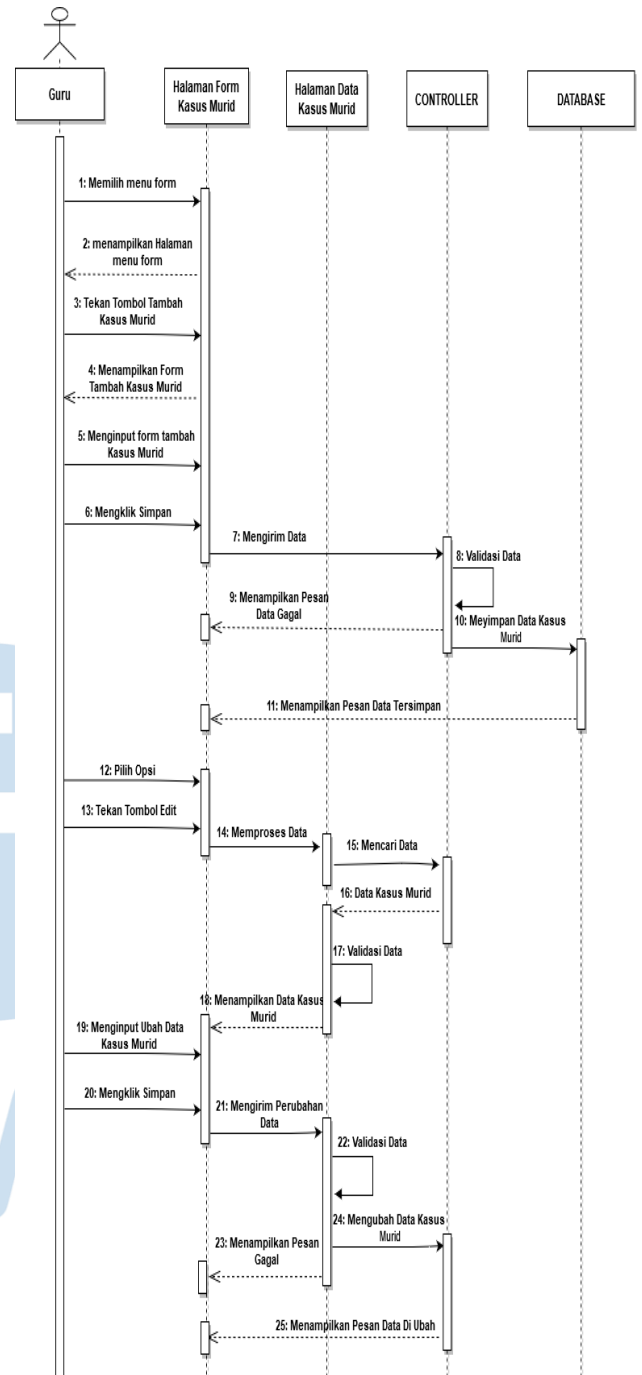 Guru
Halaman Form
Kasus Murid
Halaman Data
Kasus Murid
CONTROLLER
DATABASE
1: Memilih menu form
2: menampilkan Halaman
menu form
3: Tekan Tombol Tambah
Kasus Murid
4: Menampilkan Form
Tambah Kasus Murid
5: Menginput form tambah
Kasus Murid
6: Mengklik Simpan
7: Mengirim Data
8: Validasi Data
9: Menampilkan Pesan
Data Gagal
10: Meyimpan Data Kasus
Murid
11: Menampilkan Pesan Data Tersimpan
12: Pilih Opsi
13: Tekan Tombol Edit
14: Memproses Data
15: Mencari Data
16: Data Kasus Murid
17: Validasi Data
18: Menampilkan Data Kasus
Murid
19: Menginput Ubah Data
Kasus Murid
20: Mengklik Simpan
21: Mengirim Perubahan
Data
22: Validasi Data
23: Menampilkan Pesan
Gagal
24: Mengubah Data Kasus
Murid
25: Menampilkan Pesan Data Di Ubah